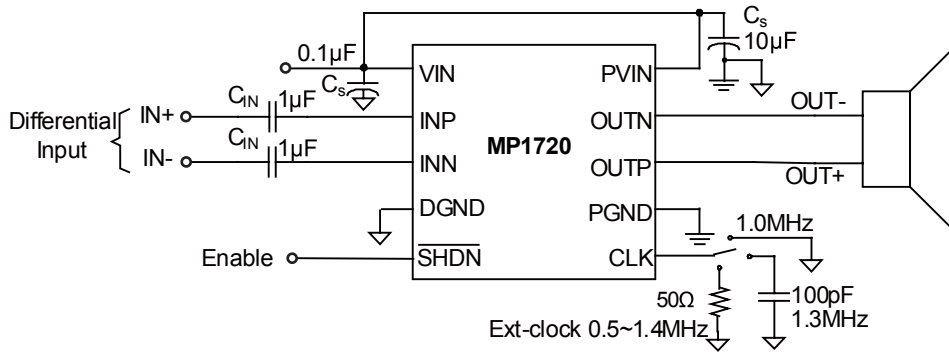 Cs
10µF
0.1µF
Cs
VIN
PVIN
CIN
1µF
IN+
INP
OUTN
OUT-
Differential
Input
MP1720
CIN
1µF
IN-
INN
OUTP
OUT+
DGND
PGND
1.0MHz
Enable
SHDN
CLK
50Ω
100pF
1.3MHz
Ext-clock 0.5~1.4MHz